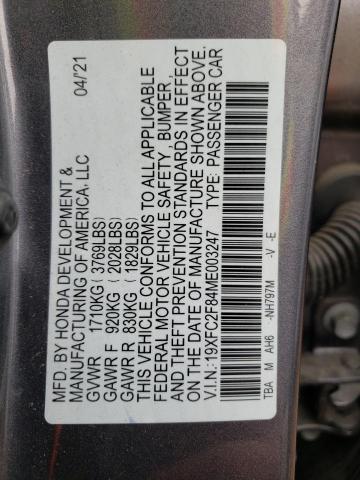 MFD. BY HONDA DEVELOPMENT & 04/'21
MANUFACTURING OF AMERICA, LLC
GVWR 1710KG ( 3769LBS)
GAWR F 920KG ( 2028LBS)
GAWR R 830KG ( 1829LBS)
THIS VEHICLE CONFORMS TO ALL APPLICABLE
FEDERAL MOTOR VEHICLE SAFETY, BUMPER,
AND THEFT PREVENTION STANDARDS IN EFFECT
ON THE DATE OF MANUFACTURE SHOWN ABOVE.
V.I.N.: 19XFC2F84ME003247 TYPE: PASSENGER CAR
TBA M AH6 -NH797M -V -E